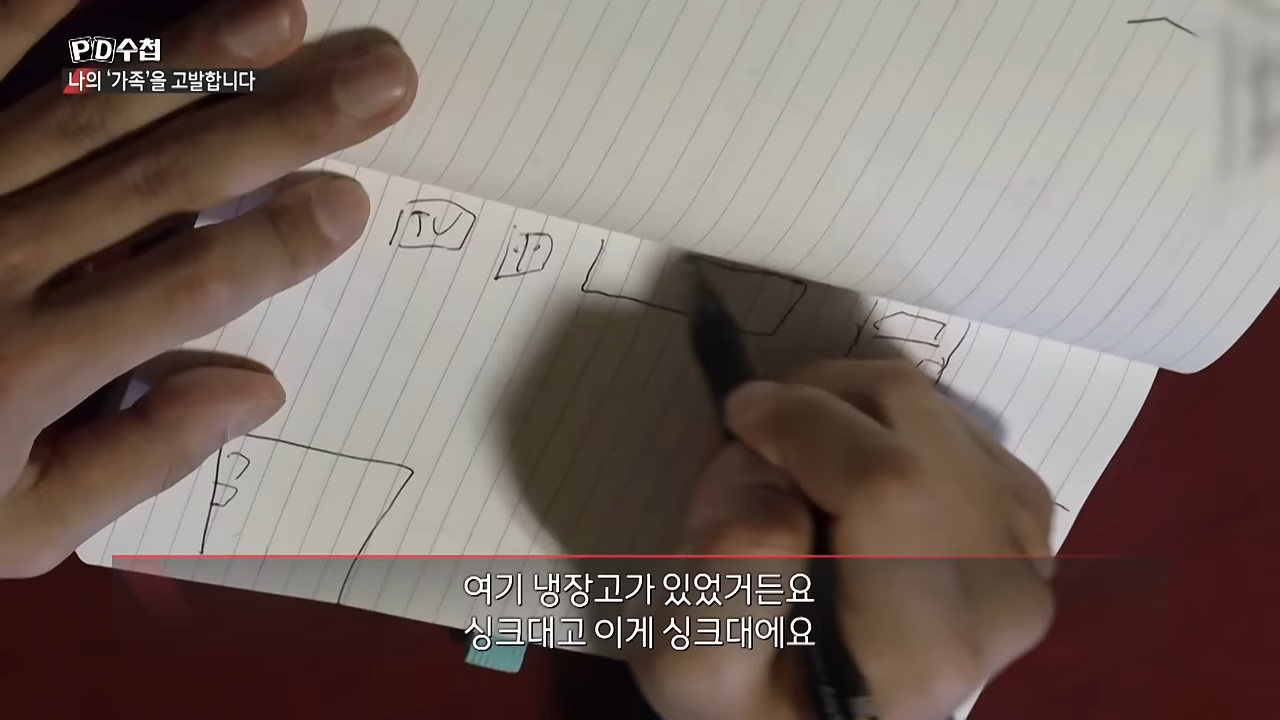 PD수첩
나의 '가족'을 고발합니다
TV
여기 냉장고가 있었거든요
싱크대고 이게 싱크대에요